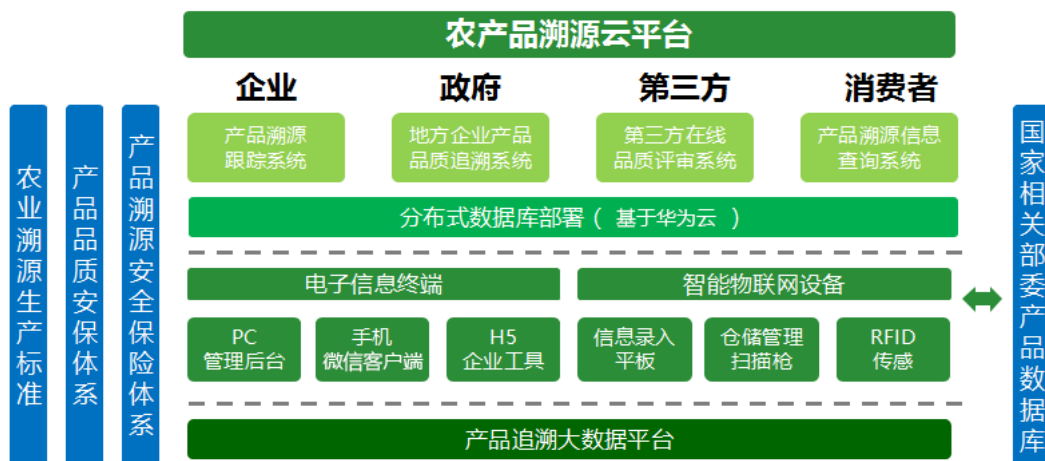 农产品溯源云平台
企业
政府
第三方
消费者
产品溯源
跟踪系统
地方企业产品
品质追溯系统
第三方在线
品质评审系统
产品溯源信息
查询系统
分布式数据库部署（ 基于华为云 ）
电子信息终端
智能物联网设备
PC
管理后台
手机
微信客户端
H5
企业工具
信息录入
平板
仓储管理
扫描枪
RFID
传感
产品追溯大数据平台
农业溯源生产标准
产品品质安保体系
产品溯源安全保险体系
国家相关部委产品数据库